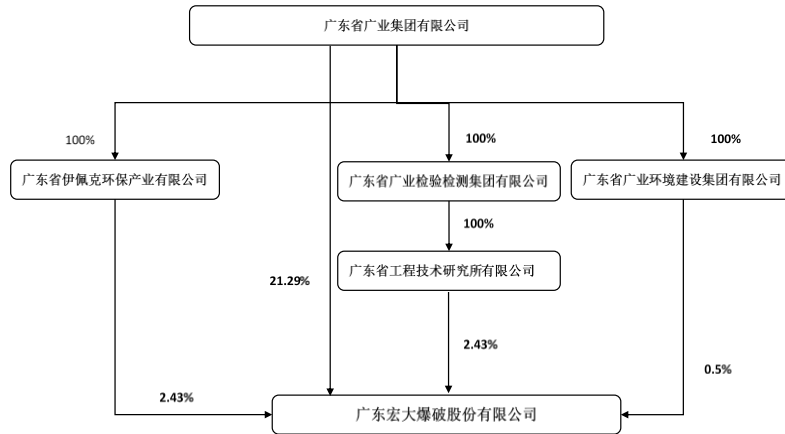 广东省广业集团有限公司
100%
100%
100%
广东省伊佩克环保产业有限公司
广东省广业检验检测集团有限公司
广东省广业环境建设集团有限公司
100%
广东省工程技术研究所有限公司
21.29%
2.43%
0.5%
2.43%
广东宏大爆破股份有限公司